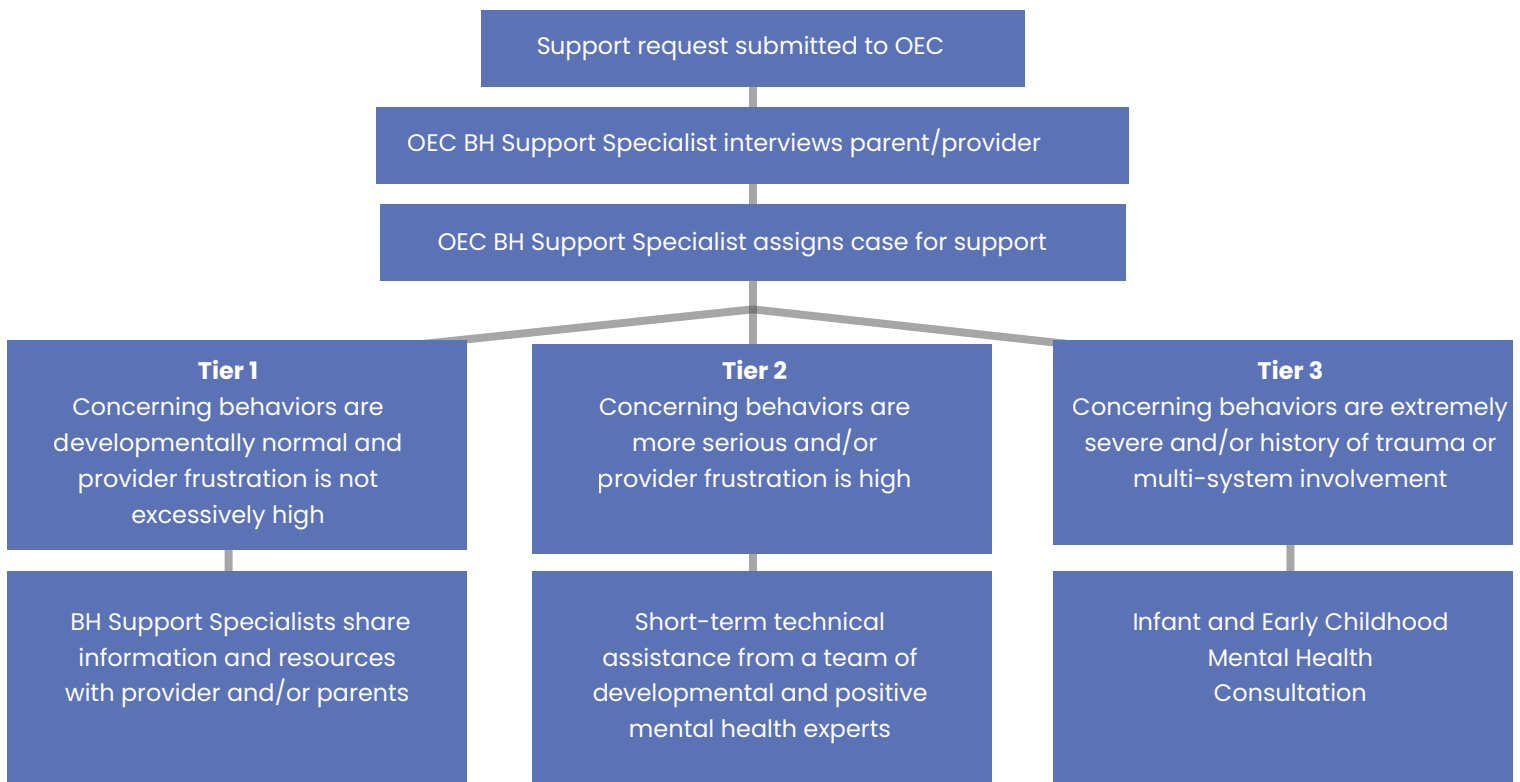 Support request submitted to OEC
OEC BH Support Specialist interviews parent/provider
OEC BH Support Specialist assigns case for support
Tier 1
Concerning behaviors are
developmentally normal and
provider frustration is not
excessively high
Tier 2
Concerning behaviors are
more serious and/or
provider frustration is high
Tier 3
Concerning behaviors are extremely
severe and/or history of trauma or
multi-system involvement
BH Support Specialists share
information and resources
with provider and/or parents
Short-term technical
assistance from a team of
developmental and positive
mental health experts
Infant and Early Childhood
Mental Health
Consultation